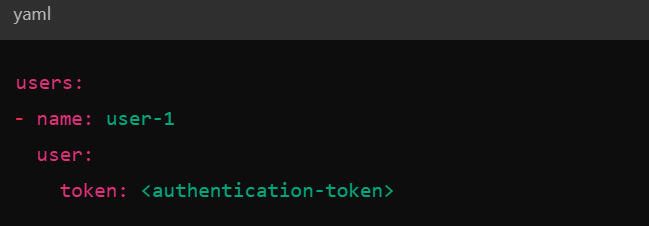 yaml
users:
- name: user-1
  user:
    token: <authentication-token>